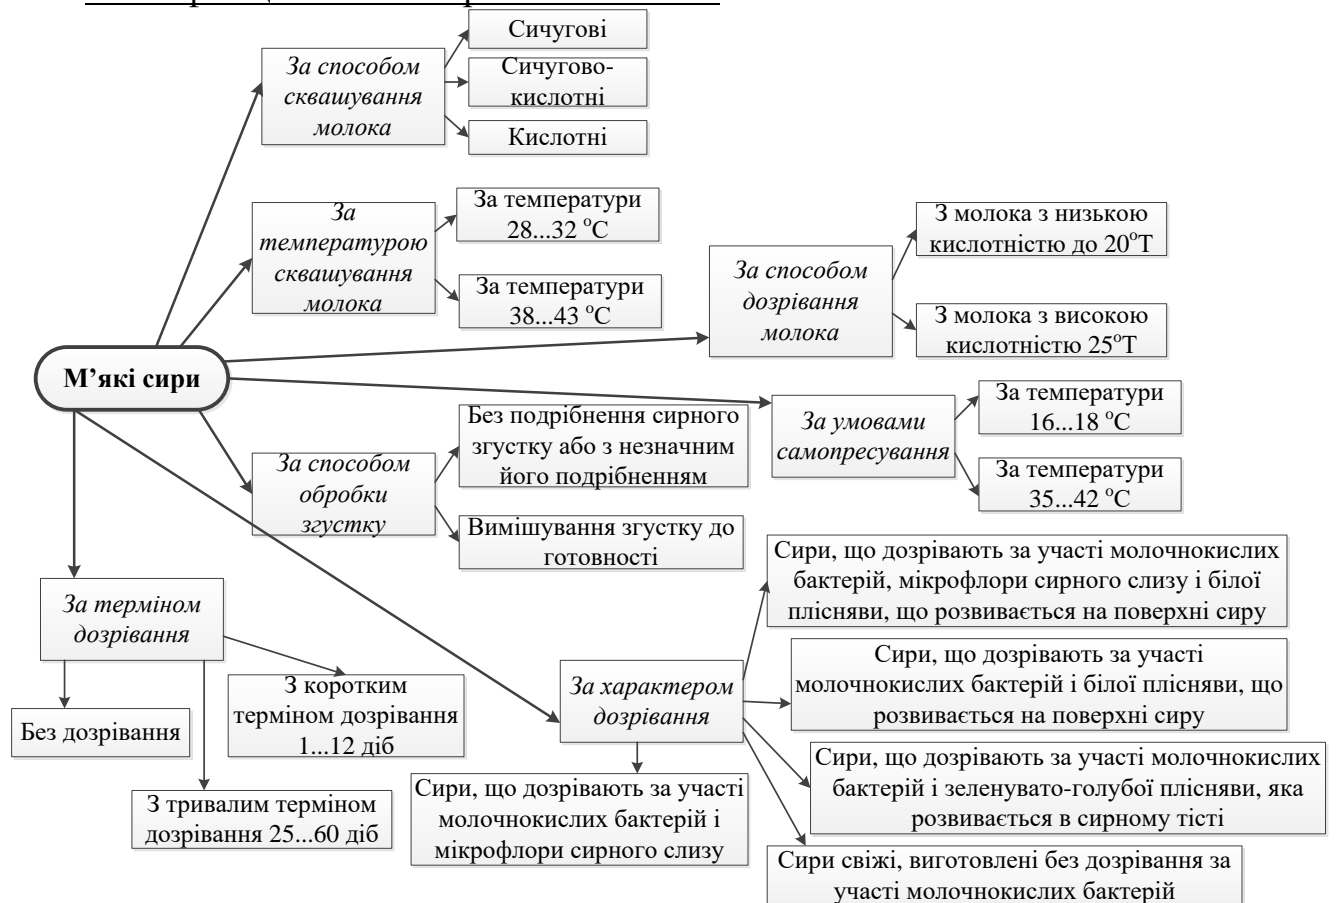 Сичугові
За способом
сквашування
молока
Сичугово-
кислотні
Кислотні
За
температурою
сквашування
молока
За температури
28...32 °С
За температури
38...43 °С
За способом
дозрівання
молока
З молока з низькою
кислотністю до 20°Т
З молока з високою
кислотністю 25°Т
М’які сири
За умовами
самопресування
За температури
16...18 °С
За температури
35...42 °С
За способом
обробки
згустку
Без подрібнення сирного
згустку або з незначним
його подрібненням
Вимішування згустку до
готовності
За терміном
дозрівання
Без дозрівання
З коротким
терміном дозрівання
1...12 діб
З тривалим терміном
дозрівання 25...60 діб
За характером
дозрівання
Сири, що дозрівають за участі молочнокислих
бактерій, мікрофлори сирного слизу і білої
плісняви, що розвивається на поверхні сиру
Сири, що дозрівають за участі
молочнокислих бактерій і білої плісняви, що
розвивається на поверхні сиру
Сири, що дозрівають за участі молочнокислих
бактерій і зеленувато-голубої плісняви, яка
розвивається в сирному тісті
Сири свіжі, виготовлені без дозрівання за
участі молочнокислих бактерій
Сири, що дозрівають за участі
молочнокислих бактерій і
мікрофлори сирного слизу